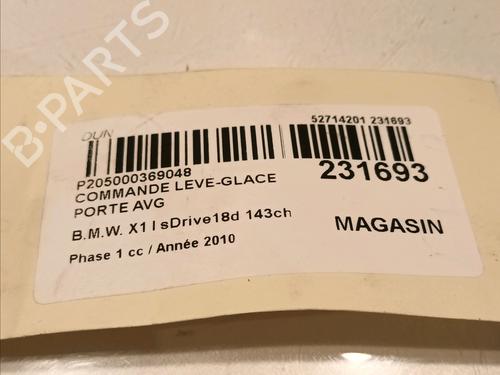 B-PARTS
DUN
52714201 231693
P205000369048
COMMANDE LEVE-GLACE
PORTE AVG
231693
B.M.W. X1 I sDrive18d 143ch
MAGASIN
Phase 1 cc / Année 2010